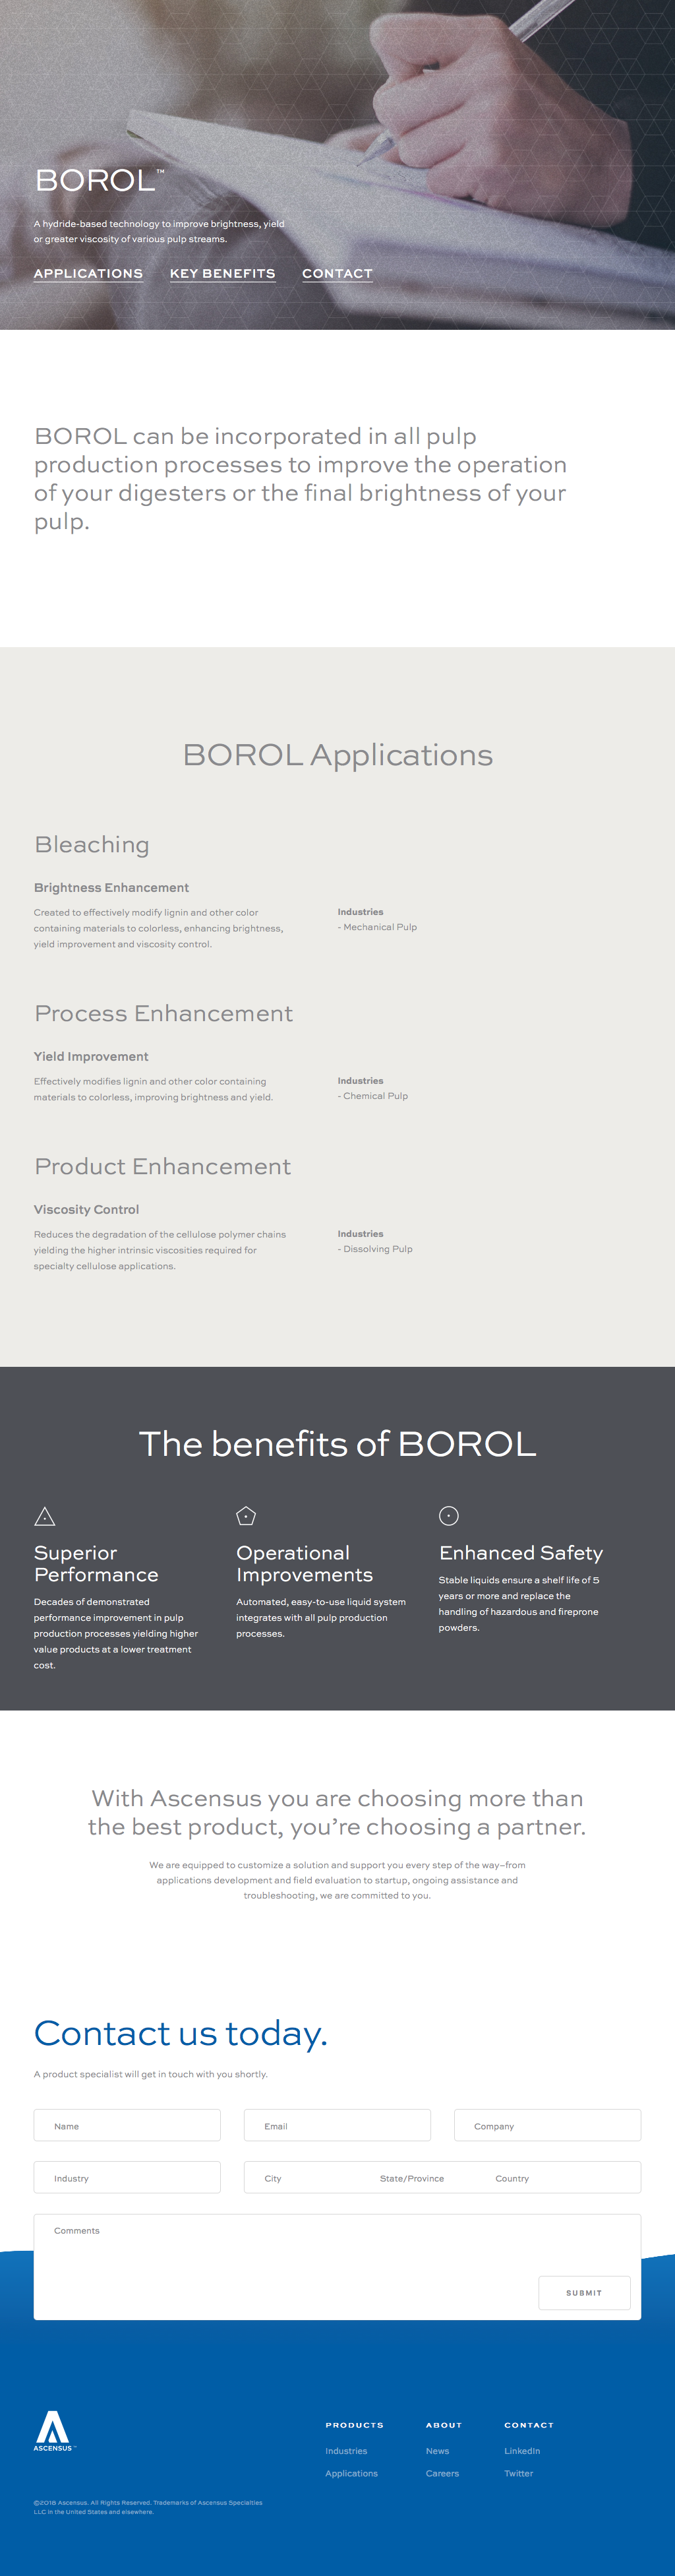 BOROL™
A hydride-based technology to improve brightness, yield
or greater viscosity of various pulp streams.
APPLICATIONS KEY BENEFITS CONTACT
BOROL can be incorporated in all pulp
production processes to improve the operation
of your digesters or the final brightness of your
pulp.
BOROL Applications
Bleaching
Brightness Enhancement
Created to effectively modify lignin and other color
containing materials to colorless, enhancing brightness,
yield improvement and viscosity control.
Industries
- Mechanical Pulp
Process Enhancement
Yield Improvement
Effectively modifies lignin and other color containing
materials to colorless, improving brightness and yield.
Industries
- Chemical Pulp
Product Enhancement
Viscosity Control
Reduces the degradation of the cellulose polymer chains
yielding the higher intrinsic viscosities required for
specialty cellulose applications.
Industries
- Dissolving Pulp
The benefits of BOROL
Superior
Performance
Decades of demonstrated
performance improvement in pulp
production processes yielding higher
value products at a lower treatment
cost.
Operational
Improvements
Automated, easy-to-use liquid system
integrates with all pulp production
processes.
Enhanced Safety
Stable liquids ensure a shelf life of 5
years or more and replace the
handling of hazardous and fireprone
powders.
With Ascensus you are choosing more than
the best product, you’re choosing a partner.
We are equipped to customize a solution and support you every step of the way–from
applications development and field evaluation to startup, ongoing assistance and
troubleshooting, we are committed to you.
Contact us today.
A product specialist will get in touch with you shortly.
Name Email Company
Industry City State/Province Country
Comments
SUBMIT
ASCENSUS™
PRODUCTS
Industries
Applications
ABOUT
News
Careers
CONTACT
LinkedIn
Twitter
©2018 Ascensus. All Rights Reserved. Trademarks of Ascensus Specialties
LLC in the United States and elsewhere.